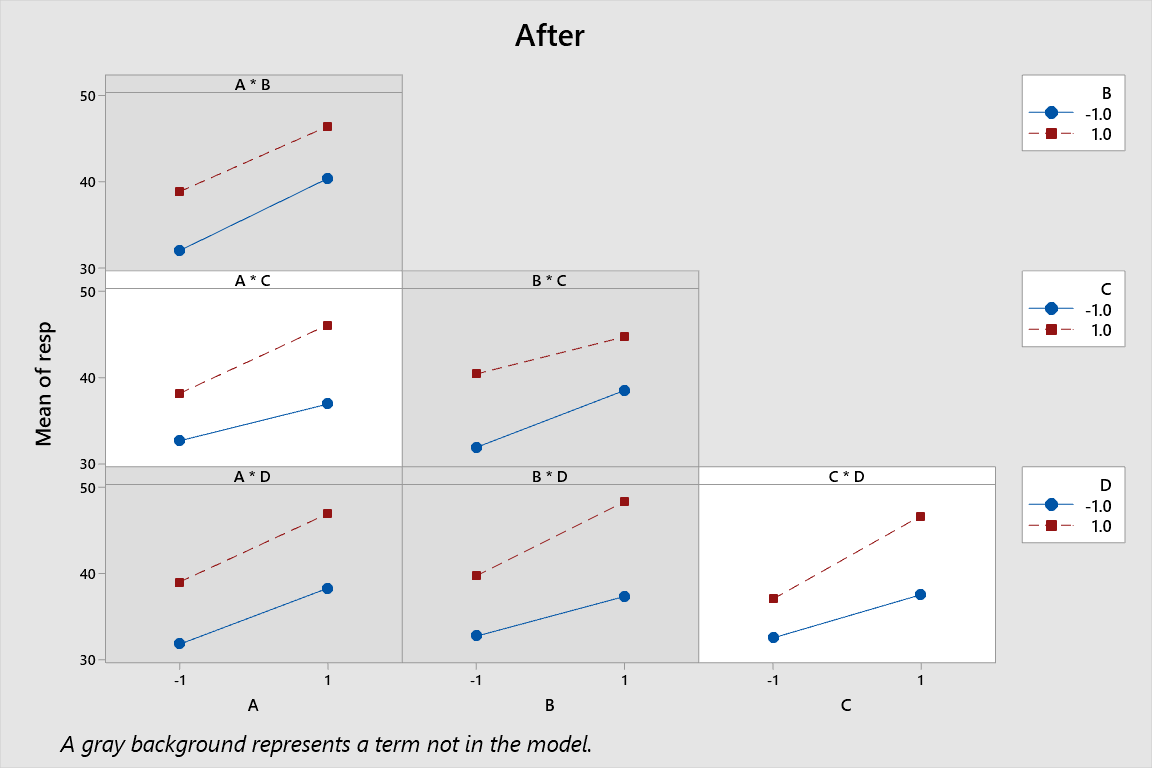 After
A * B
50
40
30
B
-1.0
1.0
A * C
B * C
50
40
30
C
-1.0
1.0
Mean of resp
A * D
B * D
C * D
50
40
30
D
-1.0
1.0
-1
1
-1
1
-1
1
A
B
C
A gray background represents a term not in the model.